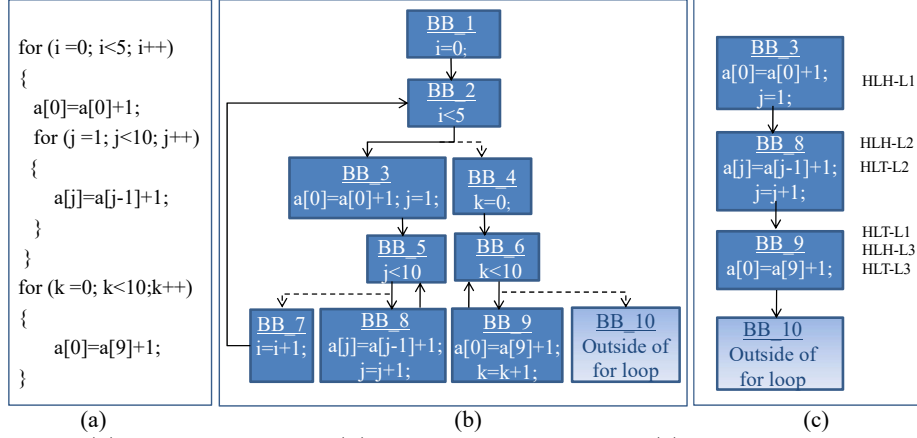 for (i =0; i<5; i++)
{
a[0]=a[0]+1;
for (j =1; j<10; j++)
{
a[j]=a[j-1]+1;
}
}
for (k =0; k<10;k++)
{
a[0]=a[9]+1;
}
(a)
BB_1
i=0;
BB_2
i<5
BB_3
a[0]=a[0]+1; j=1;
BB_4
k=0;
BB_5
j<10
BB_6
k<10
BB_7
i=i+1;
BB_8
a[j]=a[j-1]+1;
j=j+1;
BB_9
a[0]=a[9]+1;
k=k+1;
BB_10
Outside of
for loop
(b)
BB_3
a[0]=a[0]+1;
j=1;
HLH-L1
BB_8
a[j]=a[j-1]+1;
j=j+1;
HLH-L2
HLT-L2
BB_9
a[0]=a[9]+1;
HLT-L1
HLH-L3
HLT-L3
BB_10
Outside of
for loop
(c)